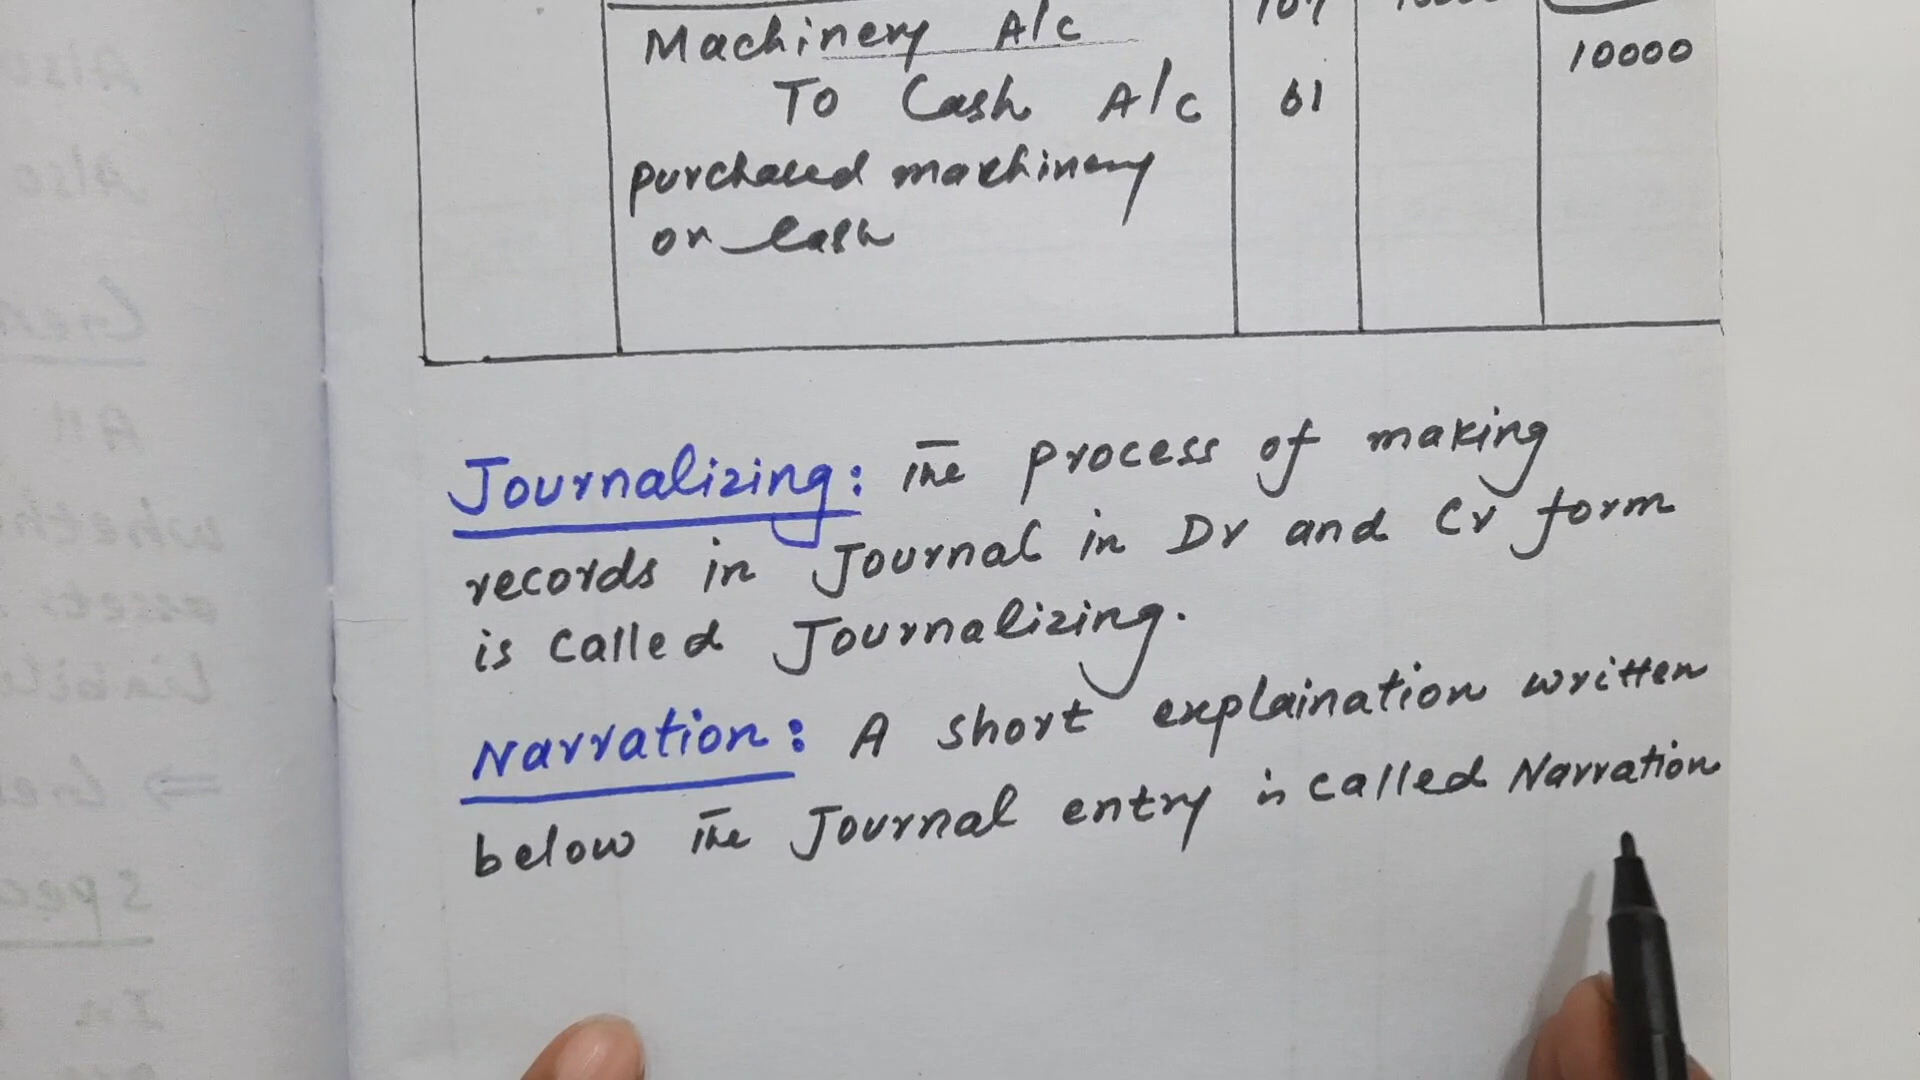 Machinery A/c
10000
To Cash A/c 61
purchased machinery
on cash
Journalizing: The process of making
records in Journal in Dr and Cr form
is called Journalizing.
Narration: A short explaination written
below the Journal entry is called Narration